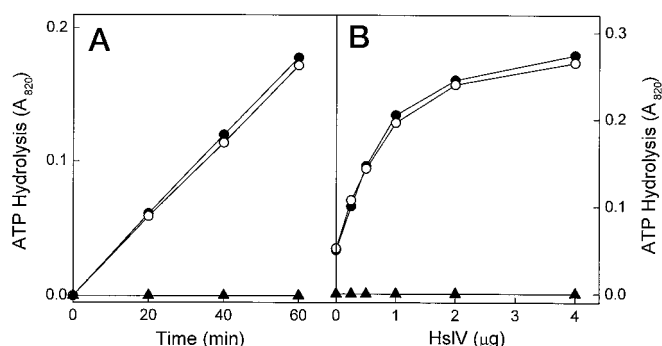 A
B
ATP Hydrolysis (A820)
0.2
0.1
0.0
0
20
40
60
Time (min)
0
1
2
3
4
HslV (μg)
0.3
0.2
0.1
0.0
ATP Hydrolysis (A820)